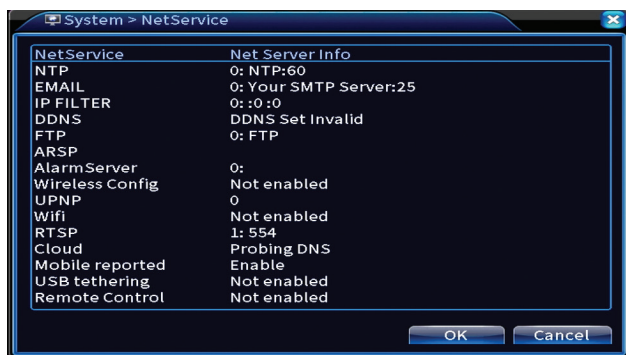 System > NetService
NetService Net Server Info
NTP 0: NTP:60
EMAIL 0: Your SMTP Server:25
IP FILTER 0: :0 :0
DDNS DDNS Set Invalid
FTP 0: FTP
ARSP
AlarmServer 0:
Wireless Config Not enabled
UPNP 0
Wifi Not enabled
RTSP 1: 554
Cloud Probing DNS
Mobile reported Enable
USB tethering Not enabled
Remote Control Not enabled
OK Cancel